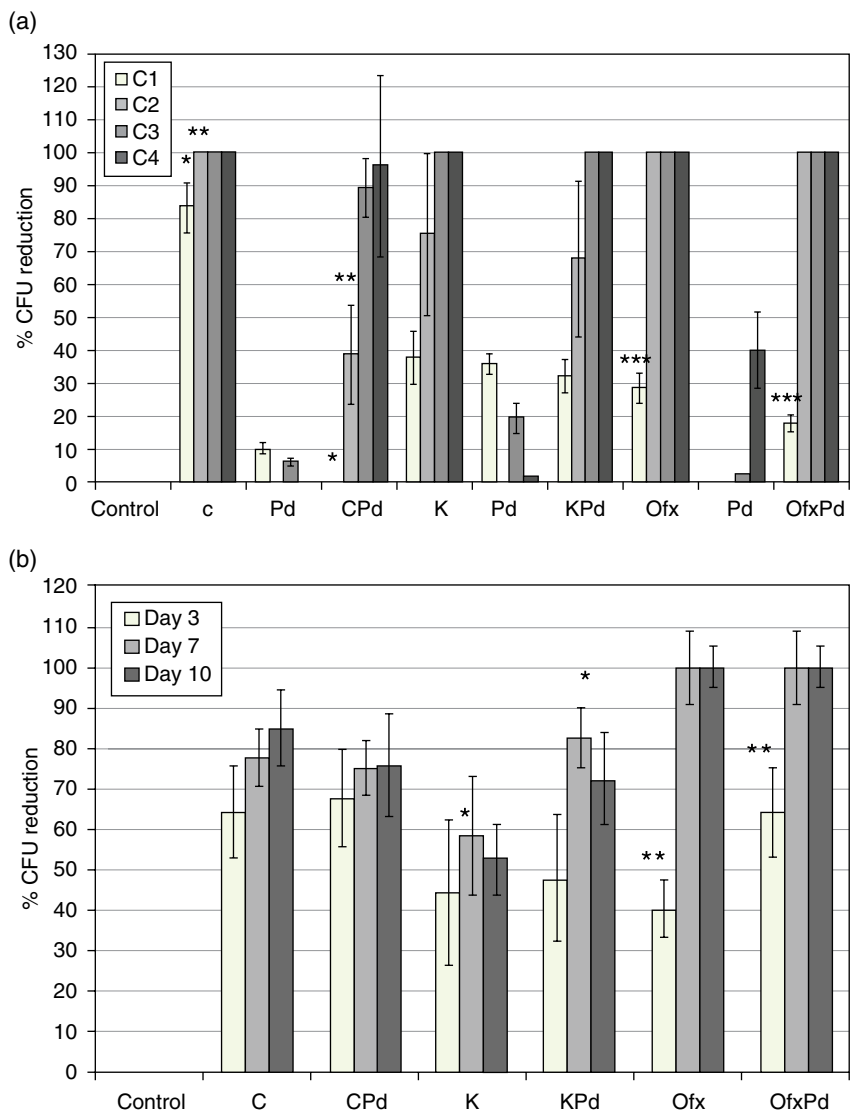 (a)
130
120
110
100
90
80
70
60
50
40
30
20
10
0
% CFU reduction
C1
C2
C3
C4
*
**
*
**
***
***
Control c Pd CPd K Pd KPd Ofx Pd OfxPd
(b)
120
110
100
90
80
70
60
50
40
30
20
10
0
% CFU reduction
Day 3
Day 7
Day 10
*
*
**
**
Control C CPd K KPd Ofx OfxPd